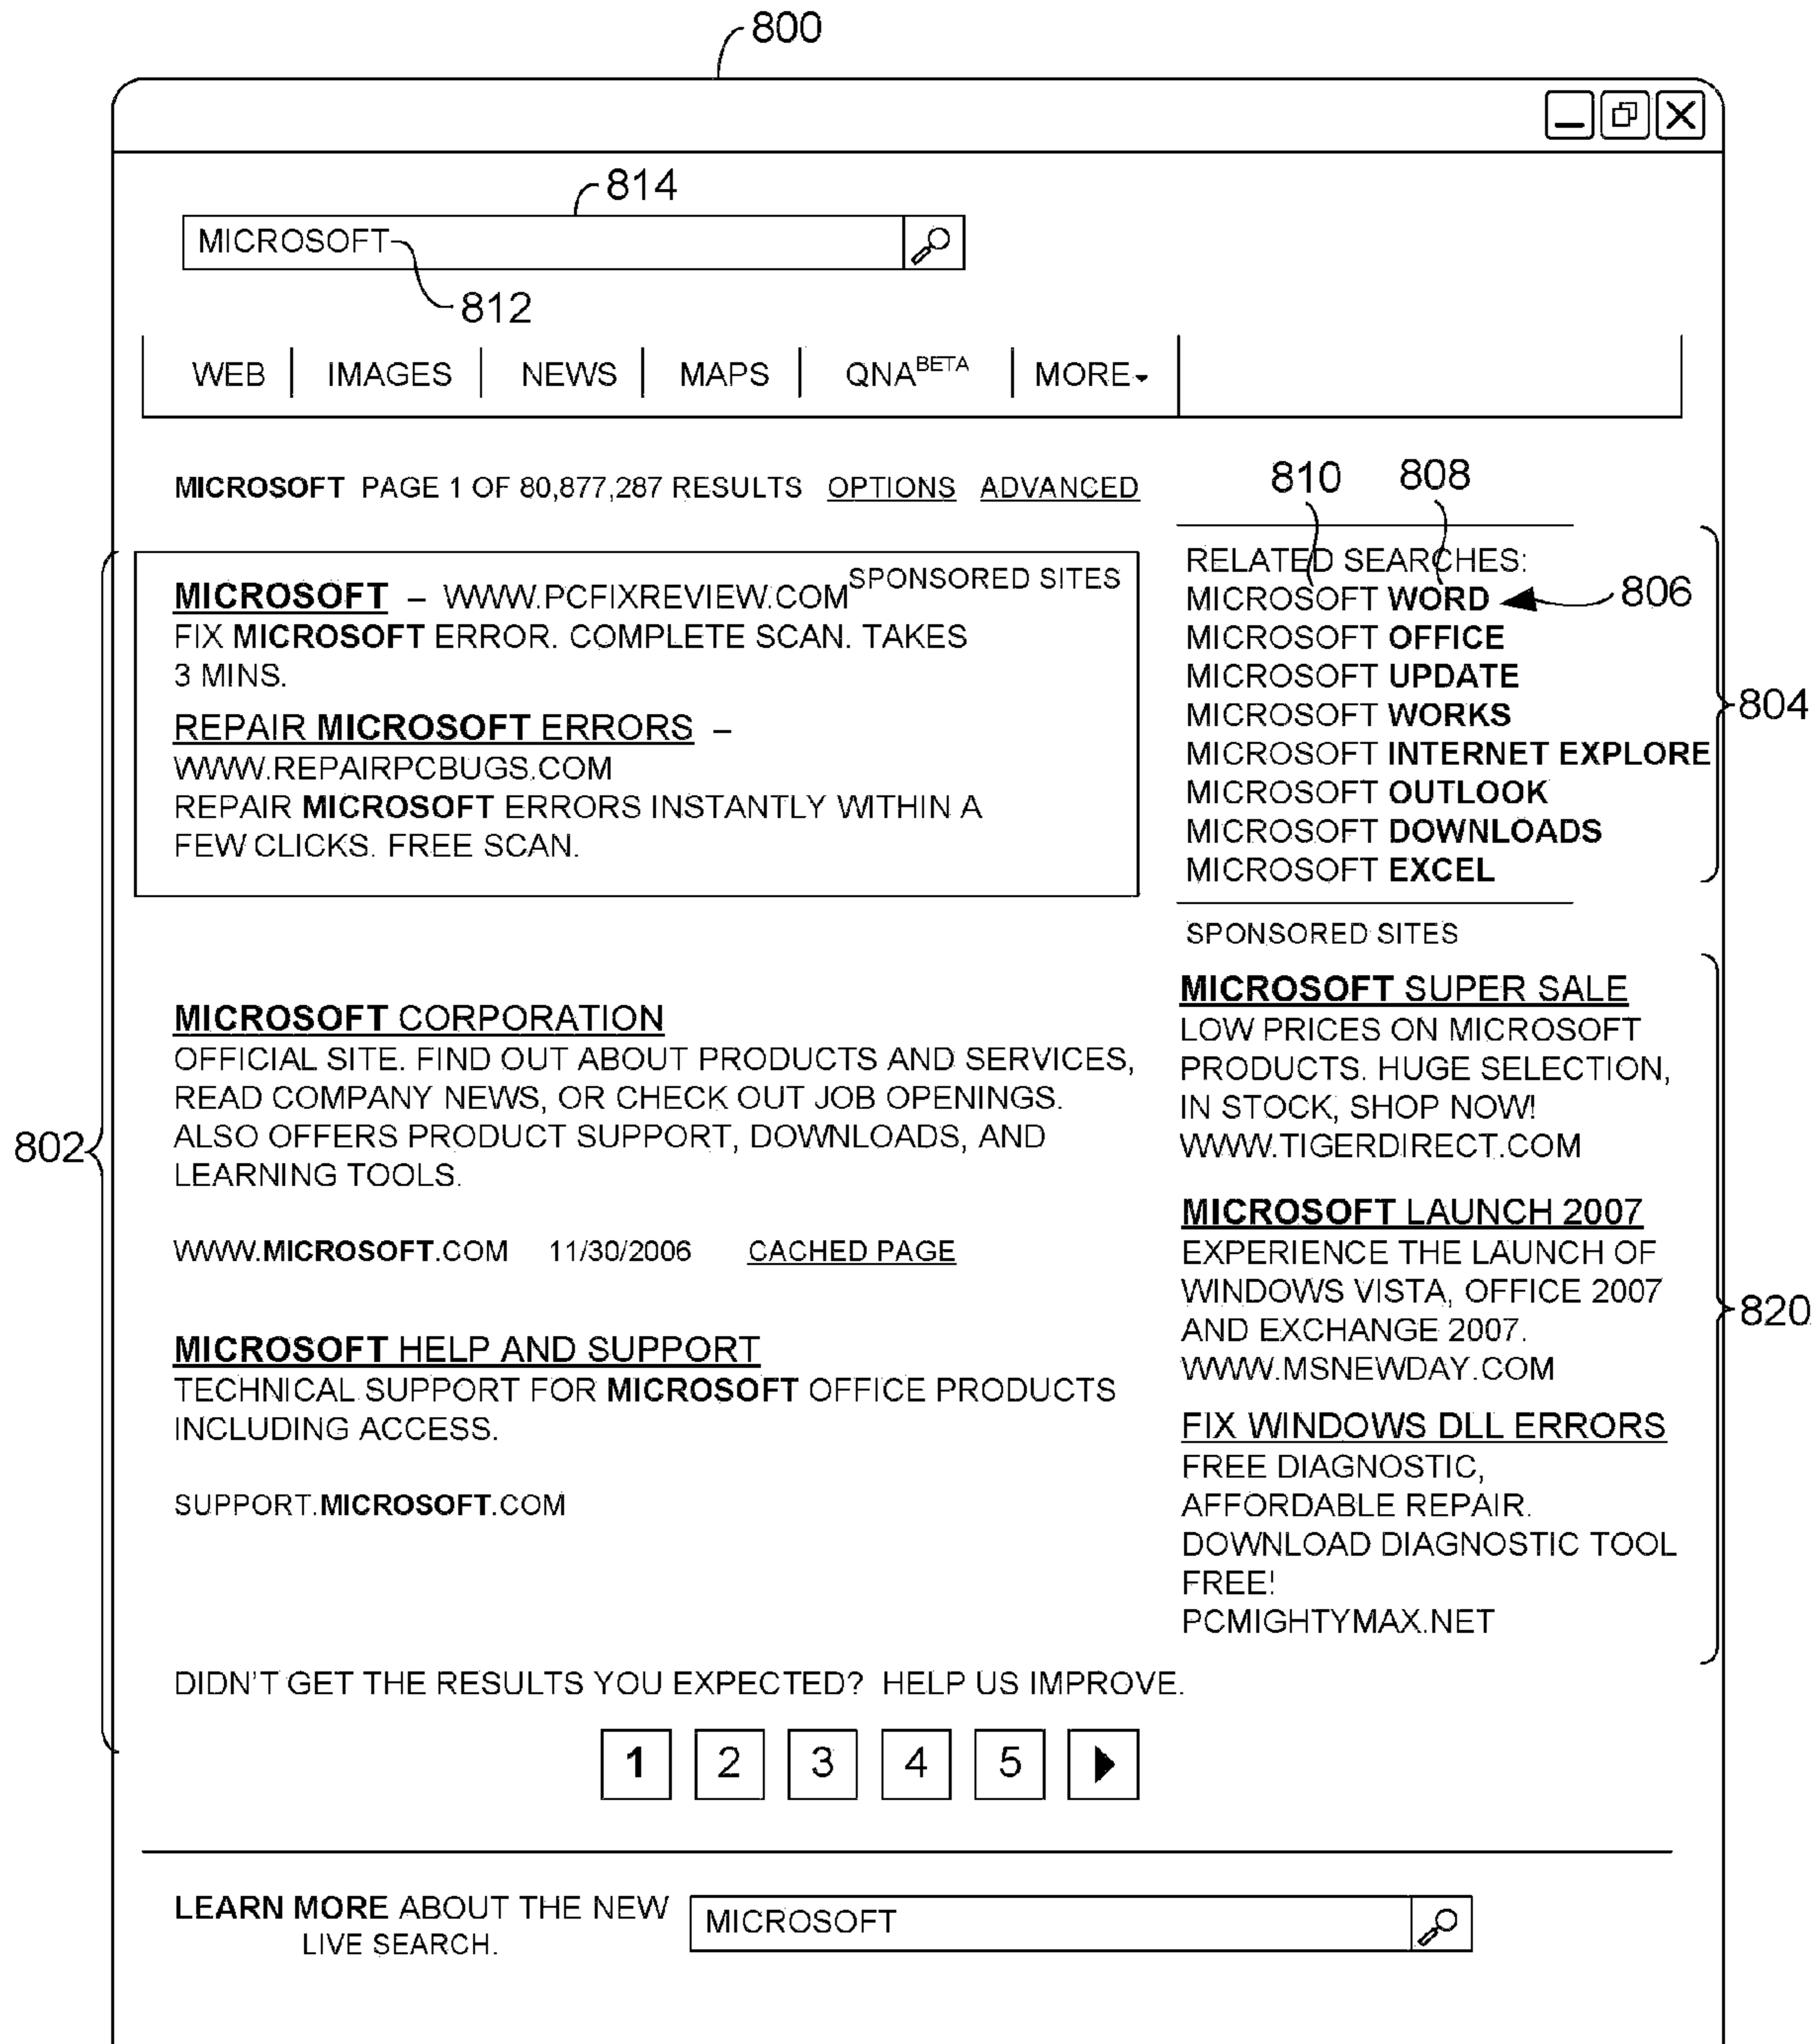 800
814
MICROSOFT
812
WEB | IMAGES | NEWS | MAPS | QNA BETA | MORE
MICROSOFT PAGE 1 OF 80,877,287 RESULTS OPTIONS ADVANCED
802
SPONSORED SITES
MICROSOFT – WWW.PCFIXREVIEW.COM
FIX MICROSOFT ERROR. COMPLETE SCAN. TAKES
3 MINS.
REPAIR MICROSOFT ERRORS –
WWW.REPAIRPCBUGS.COM
REPAIR MICROSOFT ERRORS INSTANTLY WITHIN A
FEW CLICKS. FREE SCAN.
MICROSOFT CORPORATION
OFFICIAL SITE. FIND OUT ABOUT PRODUCTS AND SERVICES,
READ COMPANY NEWS, OR CHECK OUT JOB OPENINGS.
ALSO OFFERS PRODUCT SUPPORT, DOWNLOADS, AND
LEARNING TOOLS.
WWW.MICROSOFT.COM 11/30/2006 CACHED PAGE
MICROSOFT HELP AND SUPPORT
TECHNICAL SUPPORT FOR MICROSOFT OFFICE PRODUCTS
INCLUDING ACCESS.
SUPPORT.MICROSOFT.COM
810 808
RELATED SEARCHES:
MICROSOFT WORD 806
MICROSOFT OFFICE
MICROSOFT UPDATE
MICROSOFT WORKS
804
MICROSOFT INTERNET EXPLORE
MICROSOFT OUTLOOK
MICROSOFT DOWNLOADS
MICROSOFT EXCEL
SPONSORED SITES
MICROSOFT SUPER SALE
LOW PRICES ON MICROSOFT
PRODUCTS. HUGE SELECTION,
IN STOCK, SHOP NOW!
WWW.TIGERDIRECT.COM
MICROSOFT LAUNCH 2007
EXPERIENCE THE LAUNCH OF
WINDOWS VISTA, OFFICE 2007
AND EXCHANGE 2007.
820
WWW.MSNEWDAY.COM
FIX WINDOWS DLL ERRORS
FREE DIAGNOSTIC,
AFFORDABLE REPAIR.
DOWNLOAD DIAGNOSTIC TOOL
FREE!
PCMIGHTYMAX.NET
DIDN'T GET THE RESULTS YOU EXPECTED? HELP US IMPROVE.
1 2 3 4 5
LEARN MORE ABOUT THE NEW
LIVE SEARCH.
MICROSOFT